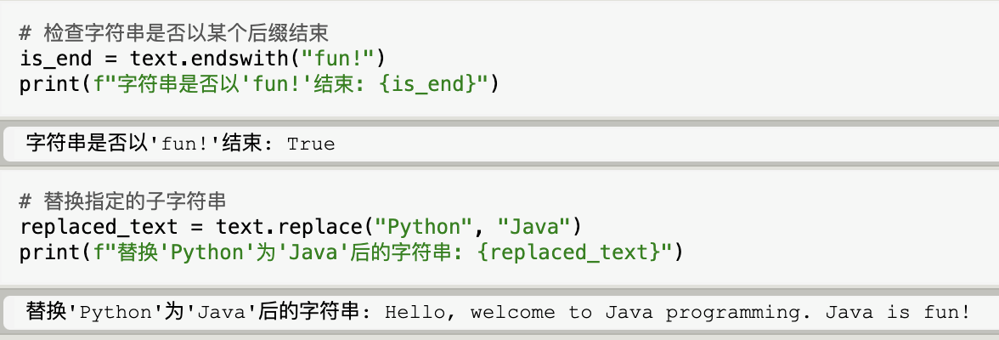 # 检查字符串是否以某个后缀结束
is_end = text.endswith("fun!")
print(f"字符串是否以'fun!'结束: {is_end}")
字符串是否以'fun!'结束: True
# 替换指定的子字符串
replaced_text = text.replace("Python", "Java")
print(f"替换'Python'为'Java'后的字符串: {replaced_text}")
替换'Python'为'Java'后的字符串: Hello, welcome to Java programming. Java is fun!